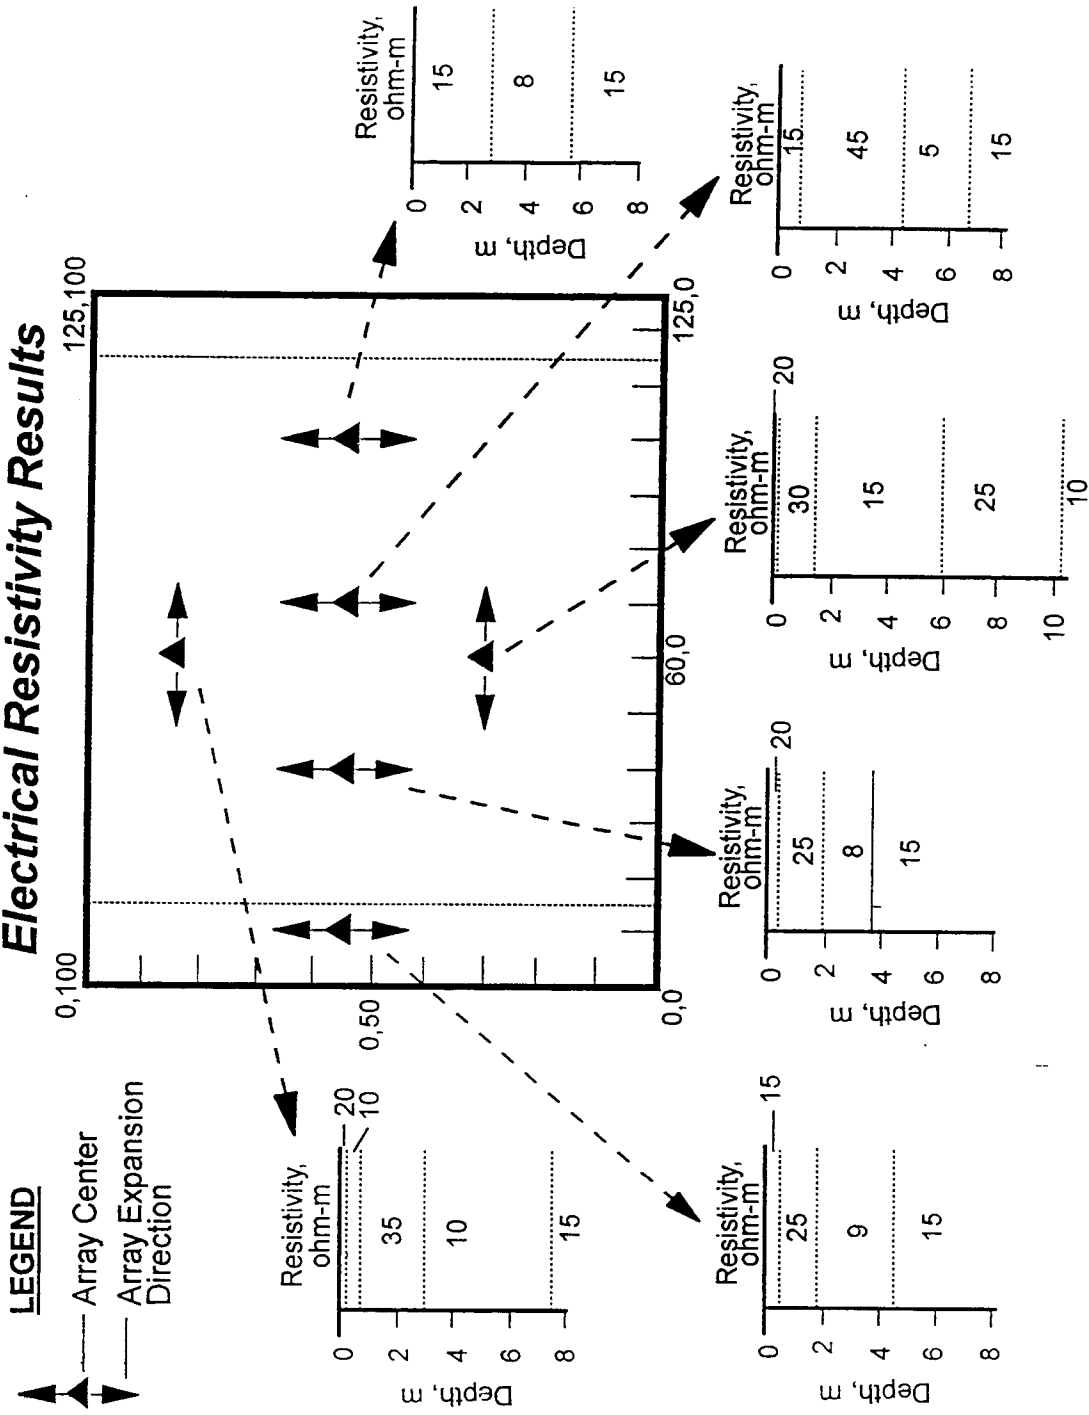 Electrical Resistivity Results
LEGEND
Array Center
Array Expansion
Direction
0,100
125,100
0,50
0,0
60,0
125,0
Resistivity,
ohm-m
20
10
35
10
15
0
2
4
6
8
Depth, m
Resistivity,
ohm-m
15
8
15
0
2
4
6
8
Depth, m
Resistivity,
ohm-m
15
25
9
15
0
2
4
6
8
Depth, m
Resistivity,
ohm-m
20
25
8
15
0
2
4
6
8
Depth, m
Resistivity,
ohm-m
20
30
15
25
10
0
2
4
6
8
10
Depth, m
Resistivity,
ohm-m
15
45
5
15
0
2
4
6
8
Depth, m